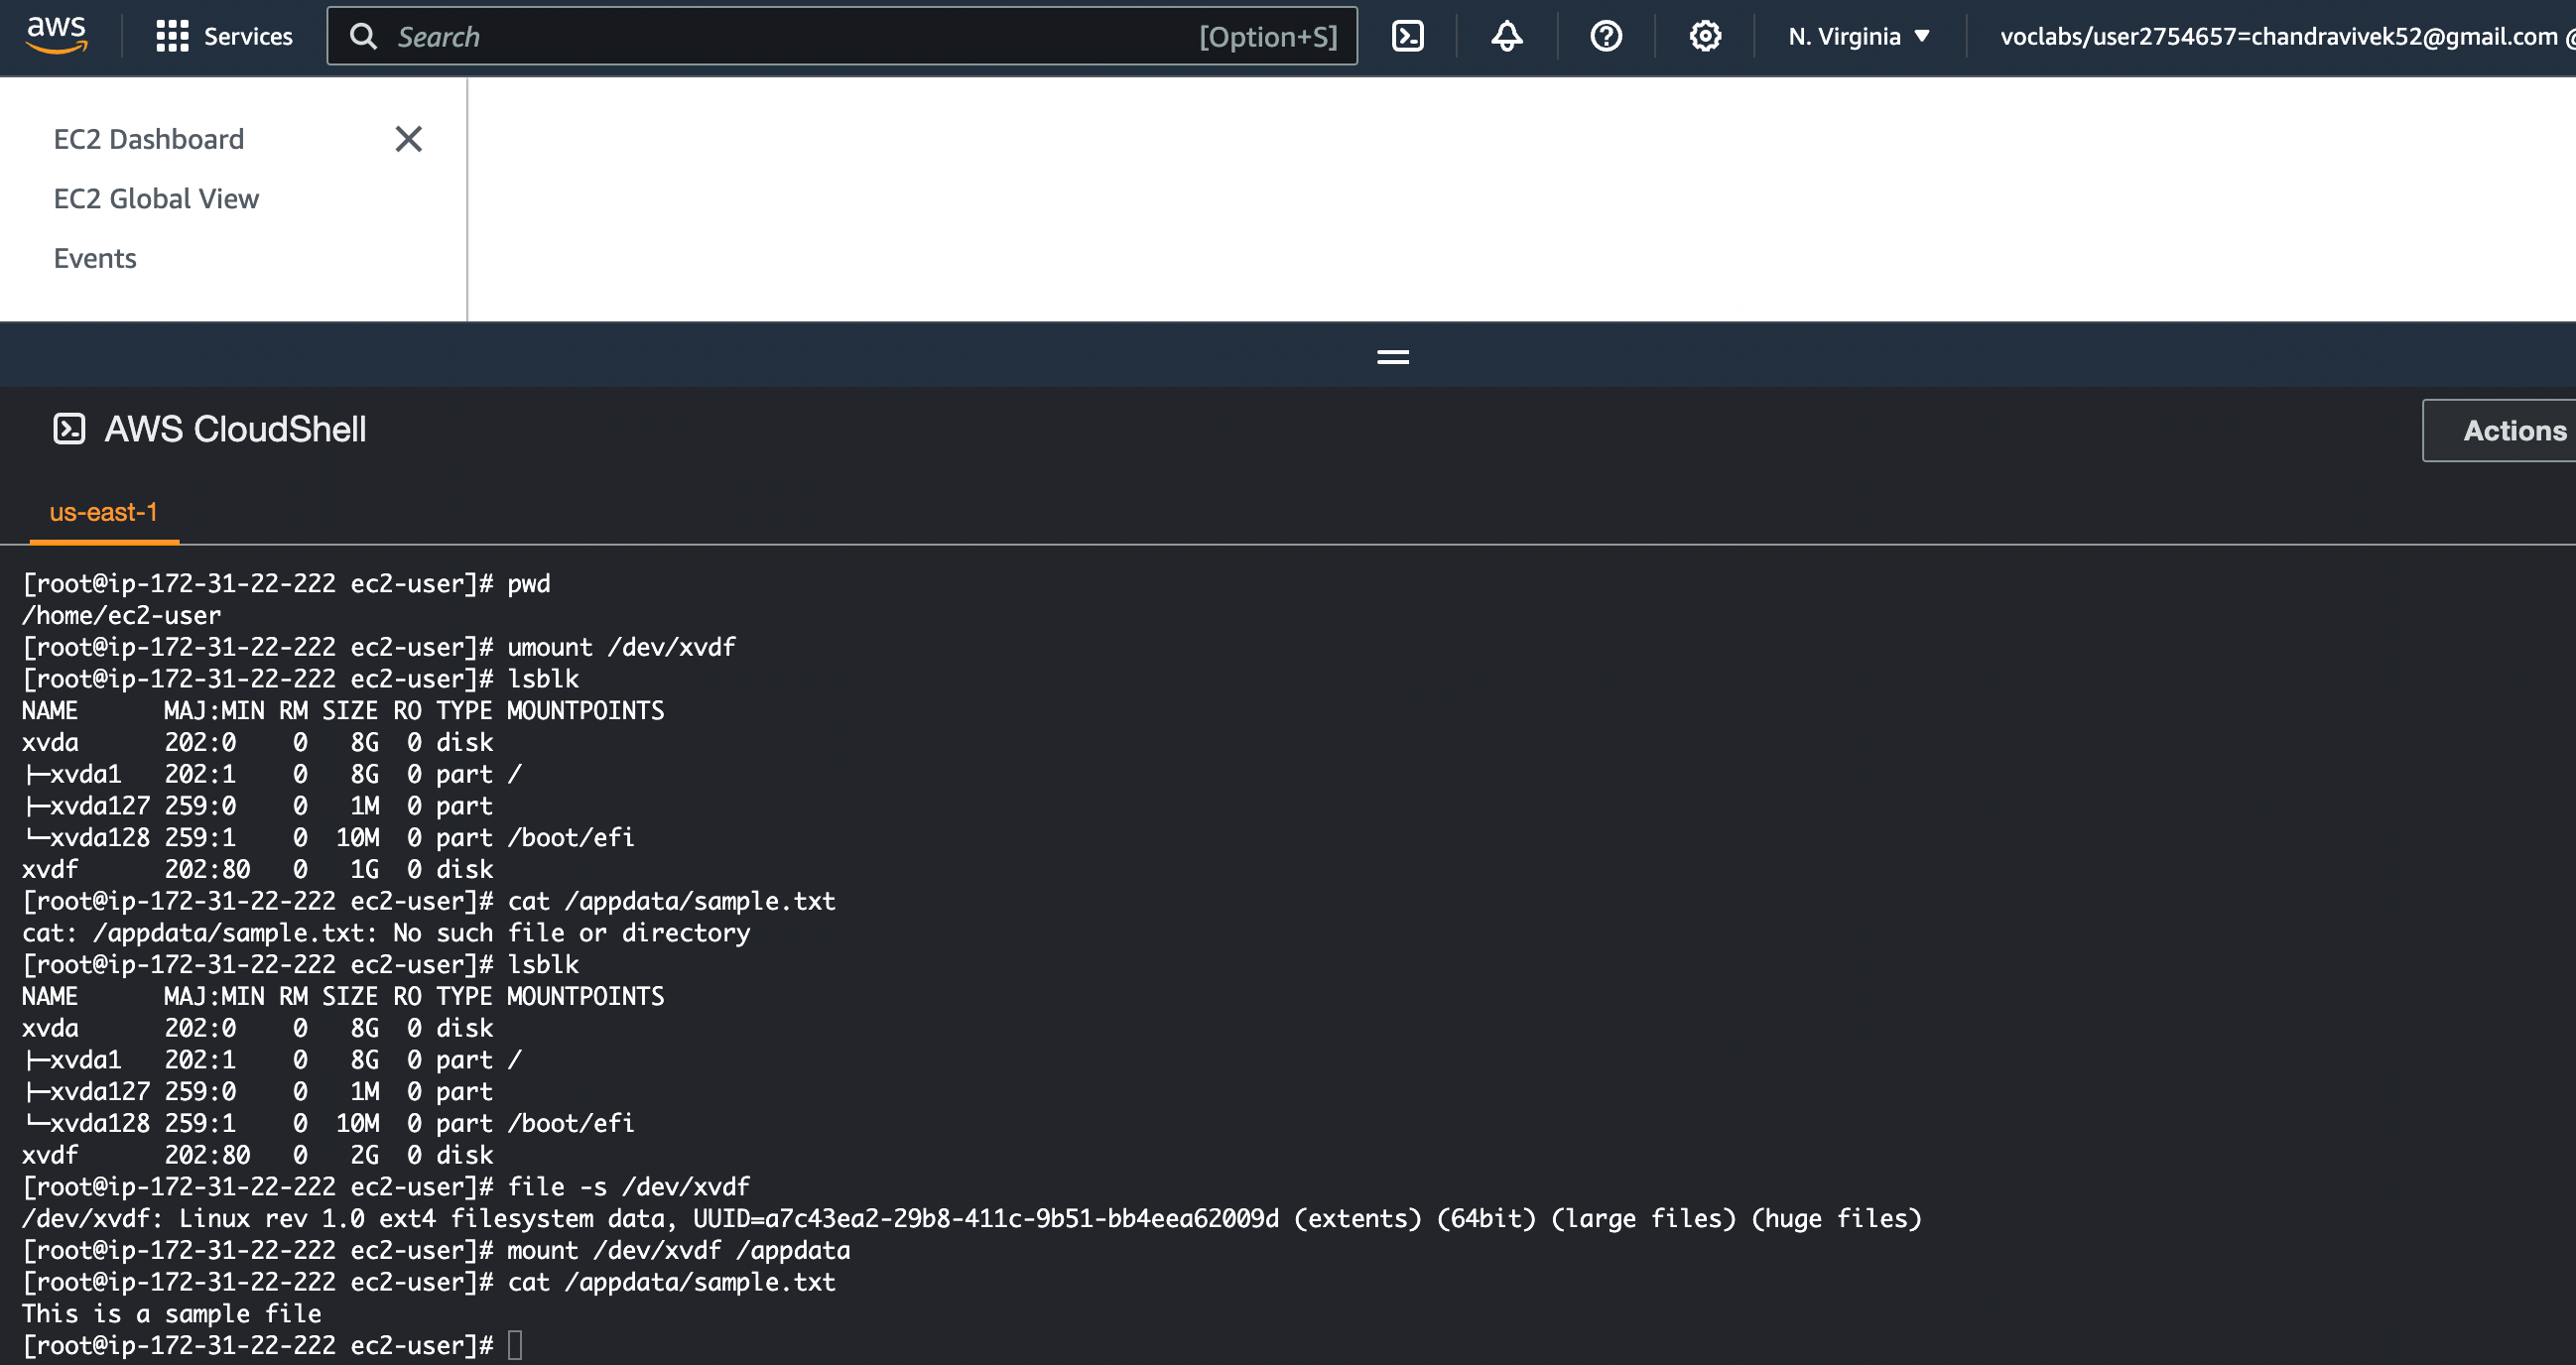 aws
Services
Search
[Option+S]
N. Virginia
voclabs/user2754657=chandravivek52@gmail.com @
EC2 Dashboard
EC2 Global View
Events
AWS CloudShell
Actions
us-east-1
[root@ip-172-31-22-222 ec2-user]# pwd
/home/ec2-user
[root@ip-172-31-22-222 ec2-user]# umount /dev/xvdf
[root@ip-172-31-22-222 ec2-user]# lsblk
NAME      MAJ:MIN RM SIZE RO TYPE MOUNTPOINTS
xvda      202:0    0   8G  0 disk
├─xvda1   202:1    0   8G  0 part /
├─xvda127 259:0    0   1M  0 part
└─xvda128 259:1    0  10M  0 part /boot/efi
xvdf      202:80   0   1G  0 disk
[root@ip-172-31-22-222 ec2-user]# cat /appdata/sample.txt
cat: /appdata/sample.txt: No such file or directory
[root@ip-172-31-22-222 ec2-user]# lsblk
NAME      MAJ:MIN RM SIZE RO TYPE MOUNTPOINTS
xvda      202:0    0   8G  0 disk
├─xvda1   202:1    0   8G  0 part /
├─xvda127 259:0    0   1M  0 part
└─xvda128 259:1    0  10M  0 part /boot/efi
xvdf      202:80   0   2G  0 disk
[root@ip-172-31-22-222 ec2-user]# file -s /dev/xvdf
/dev/xvdf: Linux rev 1.0 ext4 filesystem data, UUID=a7c43ea2-29b8-411c-9b51-bb4eea62009d (extents) (64bit) (large files) (huge files)
[root@ip-172-31-22-222 ec2-user]# mount /dev/xvdf /appdata
[root@ip-172-31-22-222 ec2-user]# cat /appdata/sample.txt
This is a sample file
[root@ip-172-31-22-222 ec2-user]#